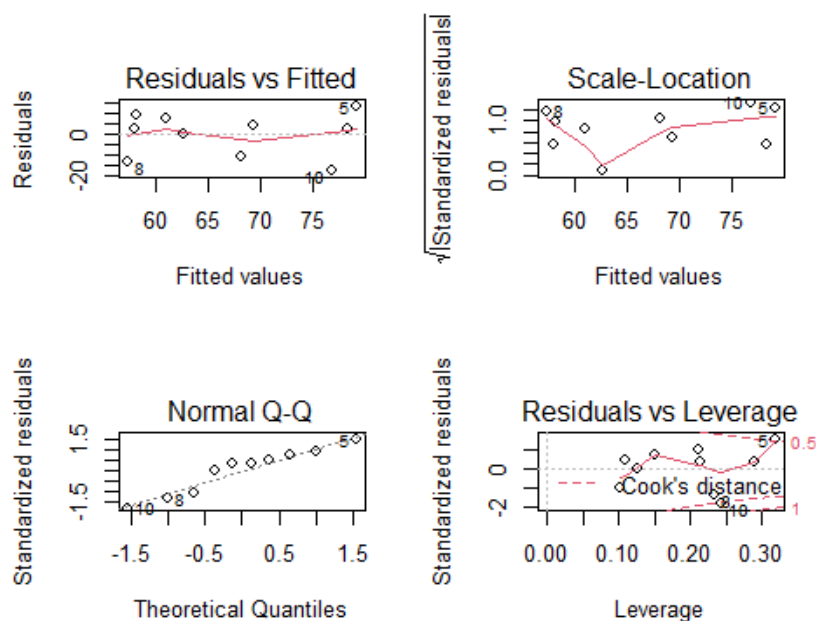 Residuals vs Fitted
Residuals
0
-20
5
8
10
60 65 70 75
Fitted values
Scale-Location
√|Standardized residuals|
1.0
0.0
8
10
5
60 65 70 75
Fitted values
Normal Q-Q
Standardized residuals
1.5
-1.5
5
10
8
-1.5 -0.5 0.5 1.5
Theoretical Quantiles
Residuals vs Leverage
Standardized residuals
0
-2
5
0.5
Cook's distance
8
10
1
0.00 0.10 0.20 0.30
Leverage